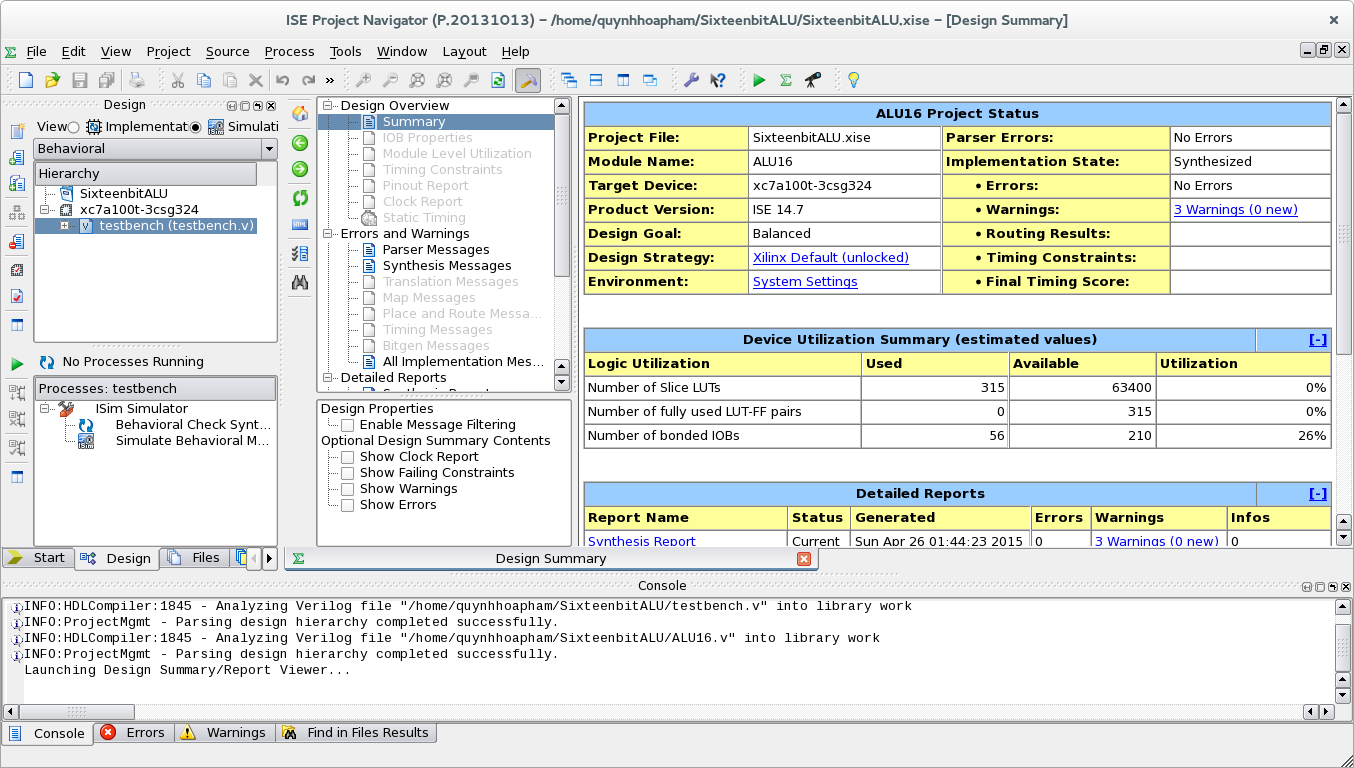 ISE Project Navigator (P.20131013) - /home/quynhhoapham/SixteenbitALU/SixteenbitALU.xise - [Design Summary]
File Edit View Project Source Process Tools Window Layout Help
Design
View: Implementat Simulati
Behavioral
Hierarchy
SixteenbitALU
xc7a100t-3csg324
testbench (testbench.v)
No Processes Running
Processes: testbench
ISim Simulator
Behavioral Check Synt...
Simulate Behavioral M...
Start Design Files
Design Overview
Summary
IOB Properties
Module Level Utilization
Timing Constraints
Pinout Report
Clock Report
Static Timing
Errors and Warnings
Parser Messages
Synthesis Messages
Translation Messages
Map Messages
Place and Route Messa...
Timing Messages
Bitgen Messages
All Implementation Mes...
Detailed Reports
Design Properties
Enable Message Filtering
Optional Design Summary Contents
Show Clock Report
Show Failing Constraints
Show Warnings
Show Errors
ALU16 Project Status
Project File: SixteenbitALU.xise Parser Errors: No Errors
Module Name: ALU16 Implementation State: Synthesized
Target Device: xc7a100t-3csg324 • Errors: No Errors
Product Version: ISE 14.7 • Warnings: 3 Warnings (0 new)
Design Goal: Balanced • Routing Results:
Design Strategy: Xilinx Default (unlocked) • Timing Constraints:
Environment: System Settings • Final Timing Score:
Device Utilization Summary (estimated values) [-]
Logic Utilization Used Available Utilization
Number of Slice LUTs 315 63400 0%
Number of fully used LUT-FF pairs 0 315 0%
Number of bonded IOBs 56 210 26%
Detailed Reports [-]
Report Name Status Generated Errors Warnings Infos
Synthesis Report Current Sun Apr 26 01:44:23 2015 0 3 Warnings (0 new) 0
Design Summary
Console
INFO:HDLCompiler:1845 - Analyzing Verilog file "/home/quynhhoapham/SixteenbitALU/testbench.v" into library work
INFO:ProjectMgmt - Parsing design hierarchy completed successfully.
INFO:HDLCompiler:1845 - Analyzing Verilog file "/home/quynhhoapham/SixteenbitALU/ALU16.v" into library work
INFO:ProjectMgmt - Parsing design hierarchy completed successfully.
Launching Design Summary/Report Viewer...
Console Errors Warnings Find in Files Results